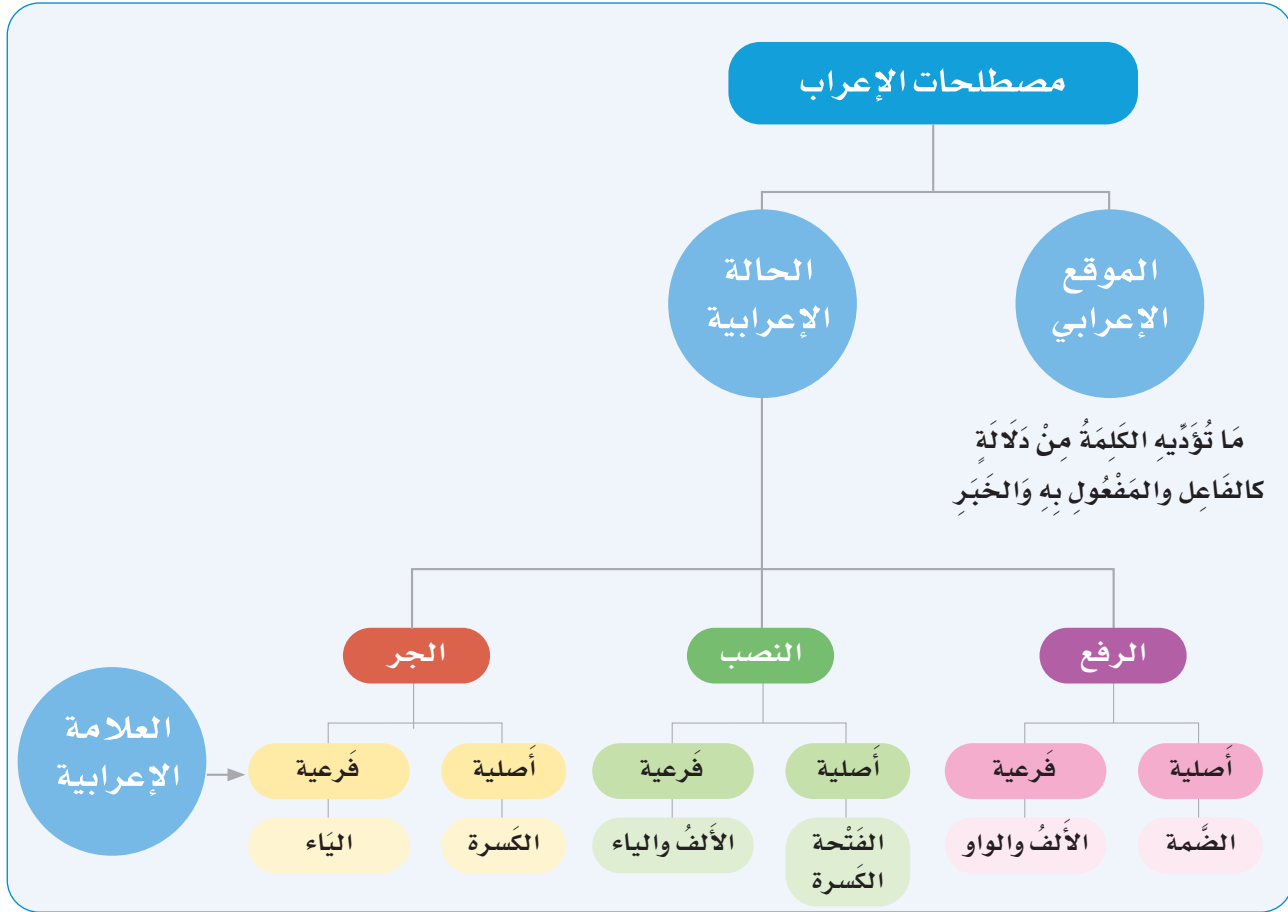 مصطلحات الإعراب
الموقع
الإعرابي
الحالة
الإعرابية
مَا تُؤَدِّيهِ الكَلِمَةُ مِنْ دَلَالَةٍ
كالفَاعِل والمَفْعُولِ بِهِ وَالخَبَرِ
الرفع
النصب
الجر
العلامة
الإعرابية
أَصلية
فَرعية
أَصلية
فَرعية
أَصلية
فَرعية
الضَّمة
الأَلفُ والواو
الفَتْحة
الكَسرة
الأَلفُ والياء
الكَسرة
اليَاء